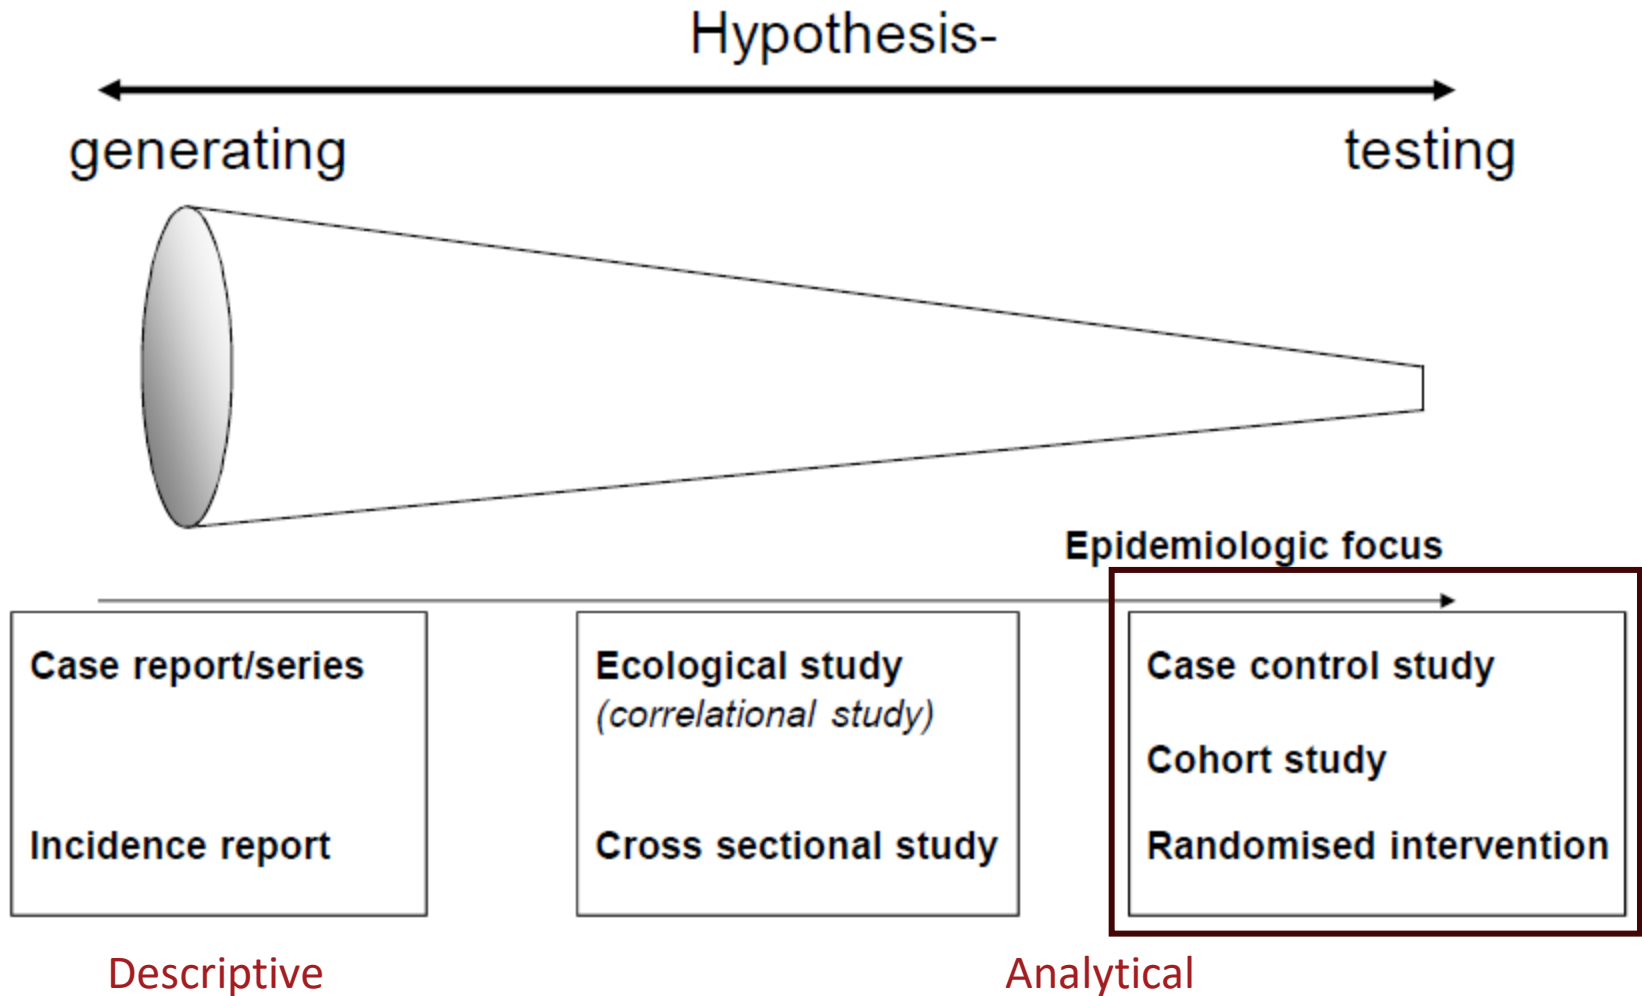 Hypothesis-
generating
testing
Epidemiologic focus
Case report/series
Incidence report
Ecological study
(correlational study)
Cross sectional study
Case control study
Cohort study
Randomised intervention
Descriptive
Analytical